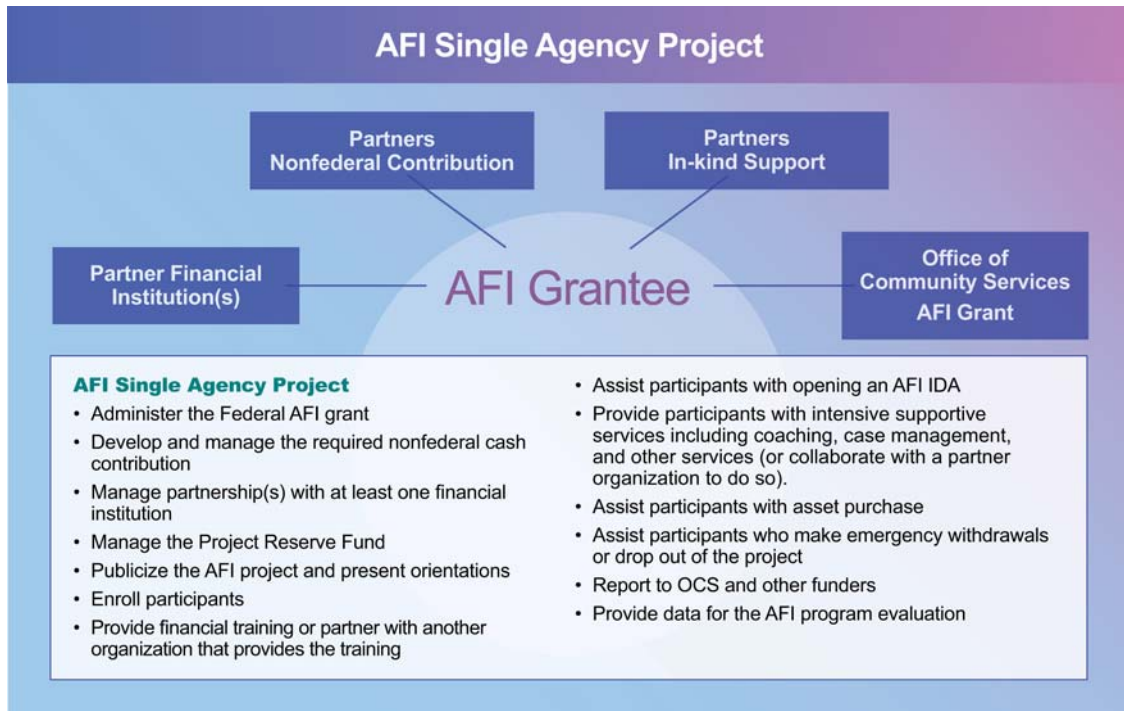 AFI Single Agency Project
Partners
Nonfederal Contribution
Partners
In-kind Support
Partner Financial
Institution(s)
AFI Grantee
Office of
Community Services
AFI Grant
AFI Single Agency Project
• Administer the Federal AFI grant
• Develop and manage the required nonfederal cash
contribution
• Manage partnership(s) with at least one financial
institution
• Manage the Project Reserve Fund
• Publicize the AFI project and present orientations
• Enroll participants
• Provide financial training or partner with another
organization that provides the training
• Assist participants with opening an AFI IDA
• Provide participants with intensive supportive
services including coaching, case management,
and other services (or collaborate with a partner
organization to do so).
• Assist participants with asset purchase
• Assist participants who make emergency withdrawals
or drop out of the project
• Report to OCS and other funders
• Provide data for the AFI program evaluation